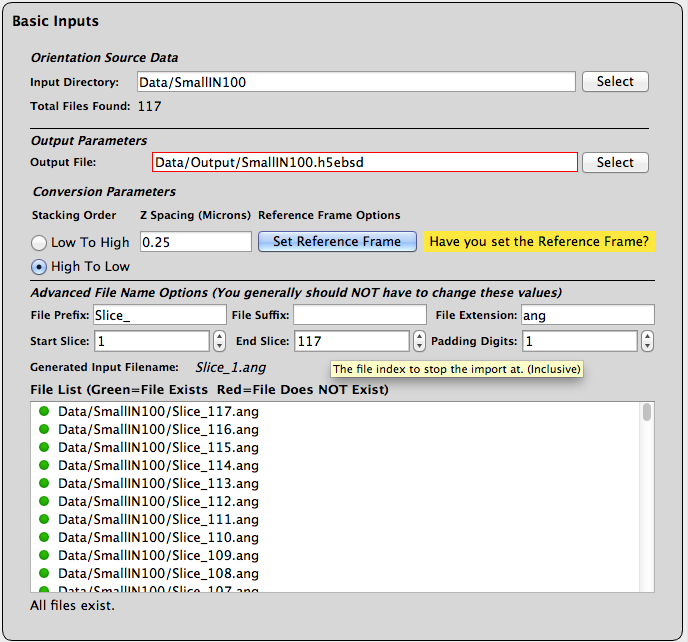 Basic Inputs
Orientation Source Data
Input Directory: Data/SmallIN100 Select
Total Files Found: 117
Output Parameters
Output File: Data/Output/SmallIN100.h5ebsd Select
Conversion Parameters
Stacking Order Z Spacing (Microns) Reference Frame Options
Low To High 0.25 Set Reference Frame Have you set the Reference Frame?
High To Low
Advanced File Name Options (You generally should NOT have to change these values)
File Prefix: Slice_ File Suffix: File Extension: ang
Start Slice: 1 End Slice: 117 Padding Digits: 1
Generated Input Filename: Slice_1.ang
The file index to stop the import at. (Inclusive)
File List (Green=File Exists Red=File Does NOT Exist)
Data/SmallIN100/Slice_117.ang
Data/SmallIN100/Slice_116.ang
Data/SmallIN100/Slice_115.ang
Data/SmallIN100/Slice_114.ang
Data/SmallIN100/Slice_113.ang
Data/SmallIN100/Slice_112.ang
Data/SmallIN100/Slice_111.ang
Data/SmallIN100/Slice_110.ang
Data/SmallIN100/Slice_109.ang
Data/SmallIN100/Slice_108.ang
Data/SmallIN100/Slice_107.ang
All files exist.